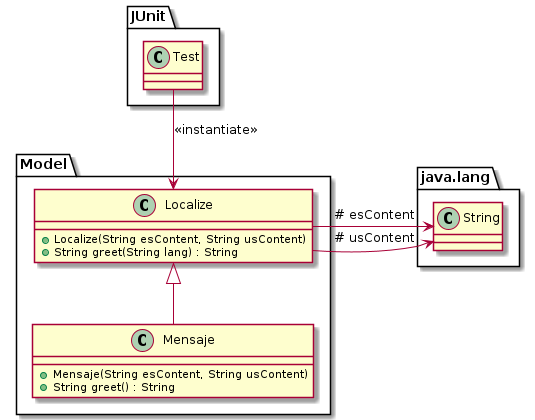 JUnit
C Test
«instantiate»
Model
C Localize
Localize(String esContent, String usContent)
String greet(String lang) : String
# esContent
# usContent
java.lang
C String
C Mensaje
Mensaje(String esContent, String usContent)
String greet() : String